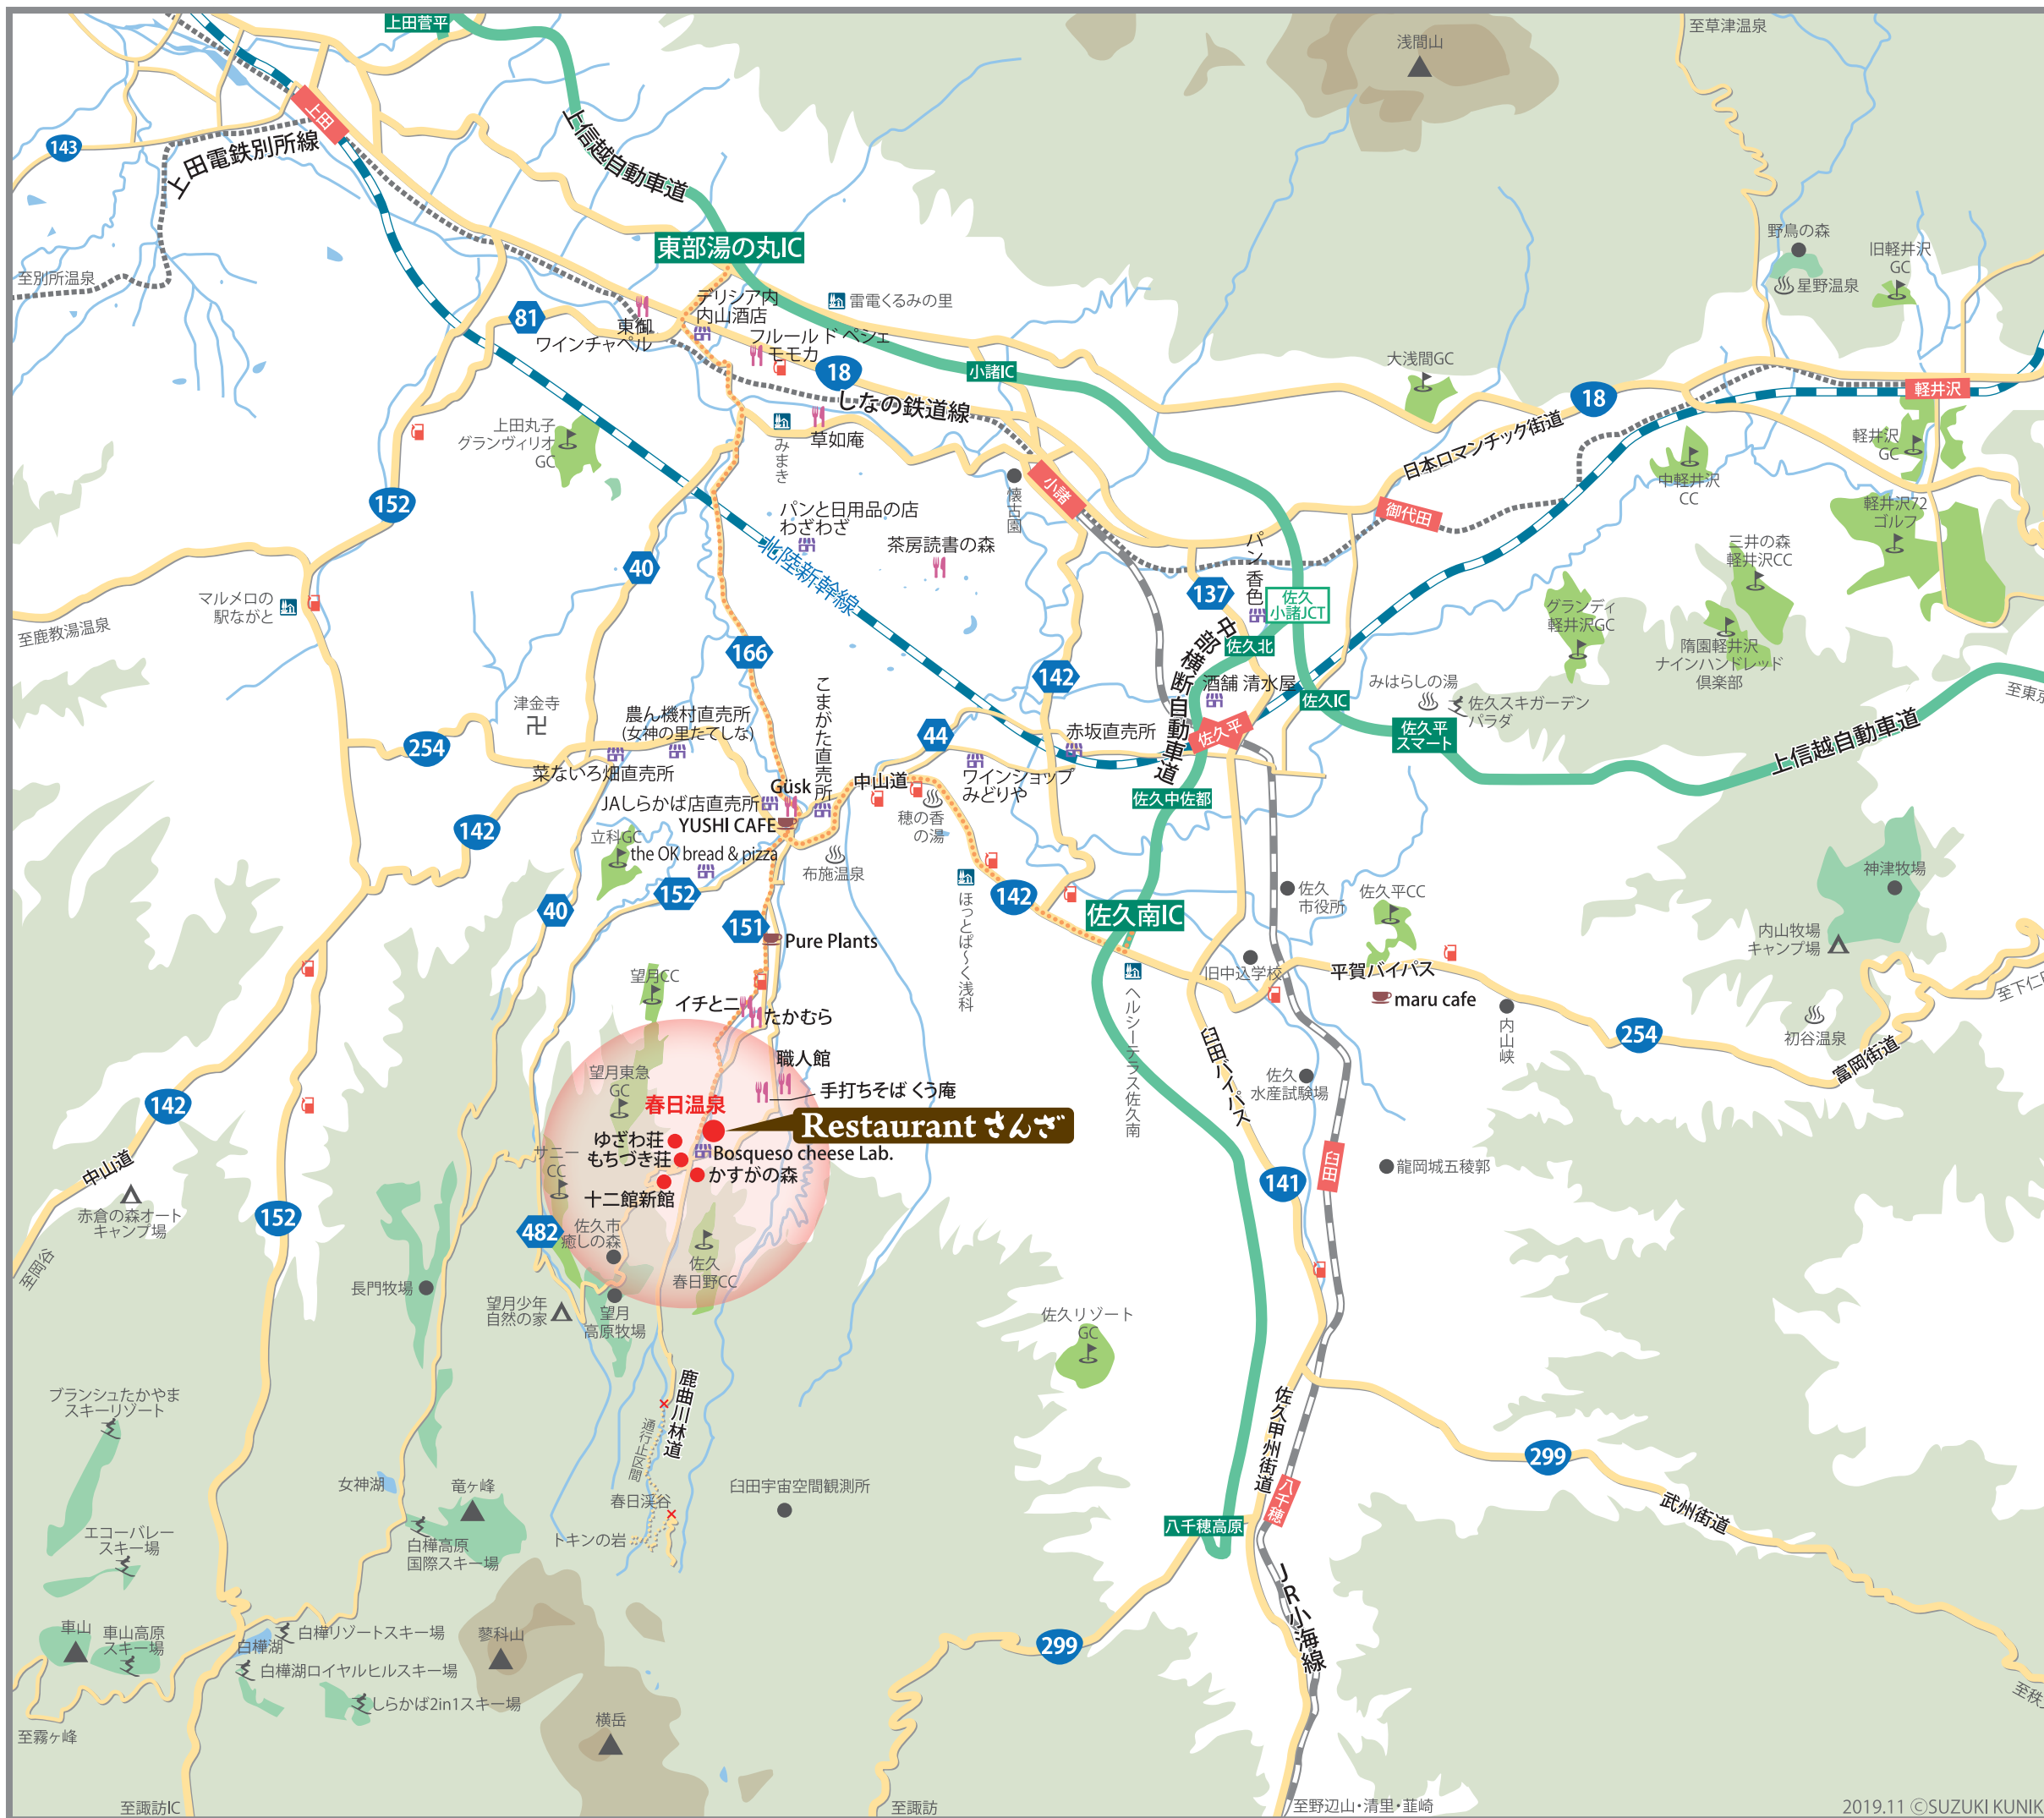 上田菅平
至草津温泉
浅間山
上田
143
上田電鉄別所線
上信越自動車道
東部湯の丸IC
至別所温泉
野鳥の森
旧軽井沢
GC
星野温泉
デリシア内
内山酒店
雷電くるみの里
81
東御
ワインチャペル
フルール ド ペシェ
モモカ
18
小諸IC
大浅間GC
18
軽井沢
しなの鉄道線
日本ロマンチック街道
上田丸子
グランヴィリオ
GC
みまき
草如庵
軽井沢
GC
中軽井沢
CC
152
懐古園
小諸
御代田
軽井沢72
ゴルフ
パンと日用品の店
わざわざ
茶房読書の森
北陸新幹線
パン香色
三井の森
軽井沢CC
40
137
佐久
小諸JCT
グランディ
軽井沢GC
マルメロの
駅ながと
至鹿教湯温泉
166
佐久北
中部横断自動車道
隋園軽井沢
ナインハンドレッド
倶楽部
142
酒舗 清水屋
みはらしの湯
佐久スキガーデン
パラダ
至東京
津金寺
農ん機村直売所
(女神の里たてしな)
こまがた直売所
佐久IC
佐久平
スマート
254
44
赤坂直売所
佐久平
上信越自動車道
菜ないろ畑直売所
Güsk
中山道
ワインショップ
みどりや
JAしらかば店直売所
佐久中佐都
142
YUSHI CAFE
穂の香
の湯
立科GC
the OK bread & pizza
布施温泉
神津牧場
152
ほっとぱ~く浅科
142
佐久
市役所
佐久平CC
40
151
佐久南IC
Pure Plants
内山牧場
キャンプ場
望月CC
旧中込学校
平賀バイパス
maru cafe
ヘルシーテラス佐久南
イチとニ
たかむら
内山峡
254
初谷温泉
富岡街道
臼田バイパス
職人館
望月東急
GC
手打ちそば くう庵
佐久
水産試験場
142
春日温泉
Restaurant さんざ
ゆざわ荘
もちづき荘
Bosqueso cheese Lab.
サニー
CC
かすがの森
十二館新館
臼田
龍岡城五稜郭
中山道
141
赤倉の森オート
キャンプ場
152
482
佐久市
癒しの森
至岡谷
佐久
春日野CC
長門牧場
望月少年
自然の家
望月
高原牧場
佐久リゾート
GC
鹿曲川林道
通行止区間
佐久甲州街道
ブランシュたかやま
スキーリゾート
299
女神湖
竜ヶ峰
春日渓谷
臼田宇宙空間観測所
八千穂
武州街道
エコーバレー
スキー場
白樺高原
国際スキー場
トキンの岩
八千穂高原
JR小海線
車山
車山高原
スキー場
白樺湖
白樺リゾートスキー場
蓼科山
299
白樺湖ロイヤルヒルスキー場
しらかば2in1スキー場
至霧ヶ峰
横岳
至諏訪IC
至諏訪
至野辺山・清里・韮崎
2019.11 ⒸSUZUKI KUNIK